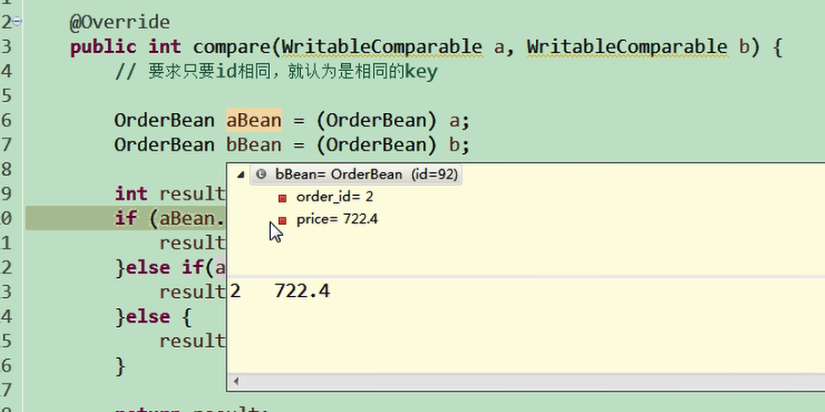 2 @Override
3 public int compare(WritableComparable a, WritableComparable b) {
4 // 要求只要id相同，就认为是相同的key
5
6 OrderBean aBean = (OrderBean) a;
7 OrderBean bBean = (OrderBean) b;
8
bBean= OrderBean (id=92)
9 int result
order_id= 2
0 if (aBean.
price= 722.4
1 result
2 }else if(a
3 result
2 722.4
4 }else {
5 result
6 }
7
return result;